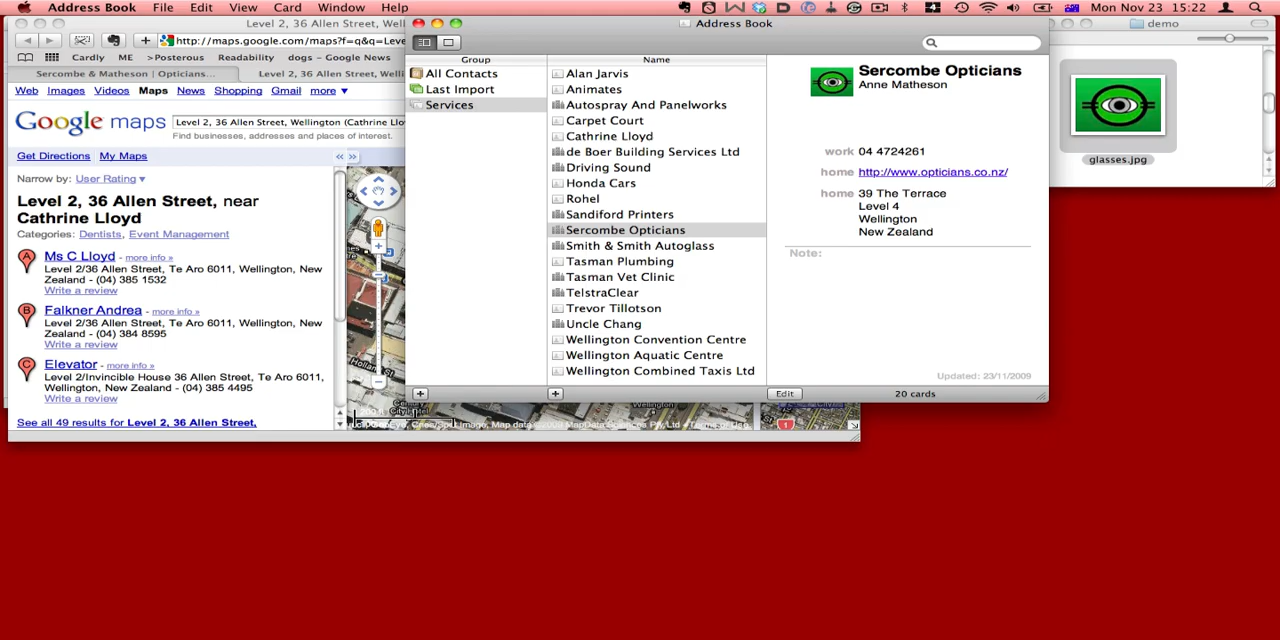 Address Book File Edit View Card Window Help
4 Mon Nov 23 15:22
Level 2, 36 Allen Street, Well
http://maps.google.com/maps?f=q&q=Leve
Cardly ME >Posterous Readability dogs - Google News
Sercombe & Matheson | Opticians...
Level 2, 36 Allen Street, Welli
Web Images Videos Maps News Shopping Gmail more ▼
Google maps
Level 2, 36 Allen Street, Wellington (Cathrine Lloy
Find businesses, addresses and places of interest.
Get Directions My Maps « »
Narrow by: User Rating ▼
Level 2, 36 Allen Street, near
Cathrine Lloyd
Categories: Dentists, Event Management
A Ms C Lloyd - more info »
Level 2/36 Allen Street, Te Aro 6011, Wellington, New
Zealand - (04) 385 1532
Write a review
B Falkner Andrea - more info »
Level 2/36 Allen Street, Te Aro 6011, Wellington, New
Zealand - (04) 384 8595
Write a review
C Elevator - more info »
Level 2/Invincible House 36 Allen Street, Te Aro 6011,
Wellington, New Zealand - (04) 385 4495
Write a review
See all 49 results for Level 2, 36 Allen Street,
Address Book
Group
All Contacts
Last Import
Services
Name
Alan Jarvis
Animates
Autospray And Panelworks
Carpet Court
Cathrine Lloyd
de Boer Building Services Ltd
Driving Sound
Honda Cars
Rohel
Sandiford Printers
Sercombe Opticians
Smith & Smith Autoglass
Tasman Plumbing
Tasman Vet Clinic
TelstraClear
Trevor Tillotson
Uncle Chang
Wellington Convention Centre
Wellington Aquatic Centre
Wellington Combined Taxis Ltd
Sercombe Opticians
Anne Matheson
work 04 4724261
home http://www.opticians.co.nz/
home 39 The Terrace
Level 4
Wellington
New Zealand
Note:
Updated: 23/11/2009
Edit
20 cards
demo
glasses.jpg